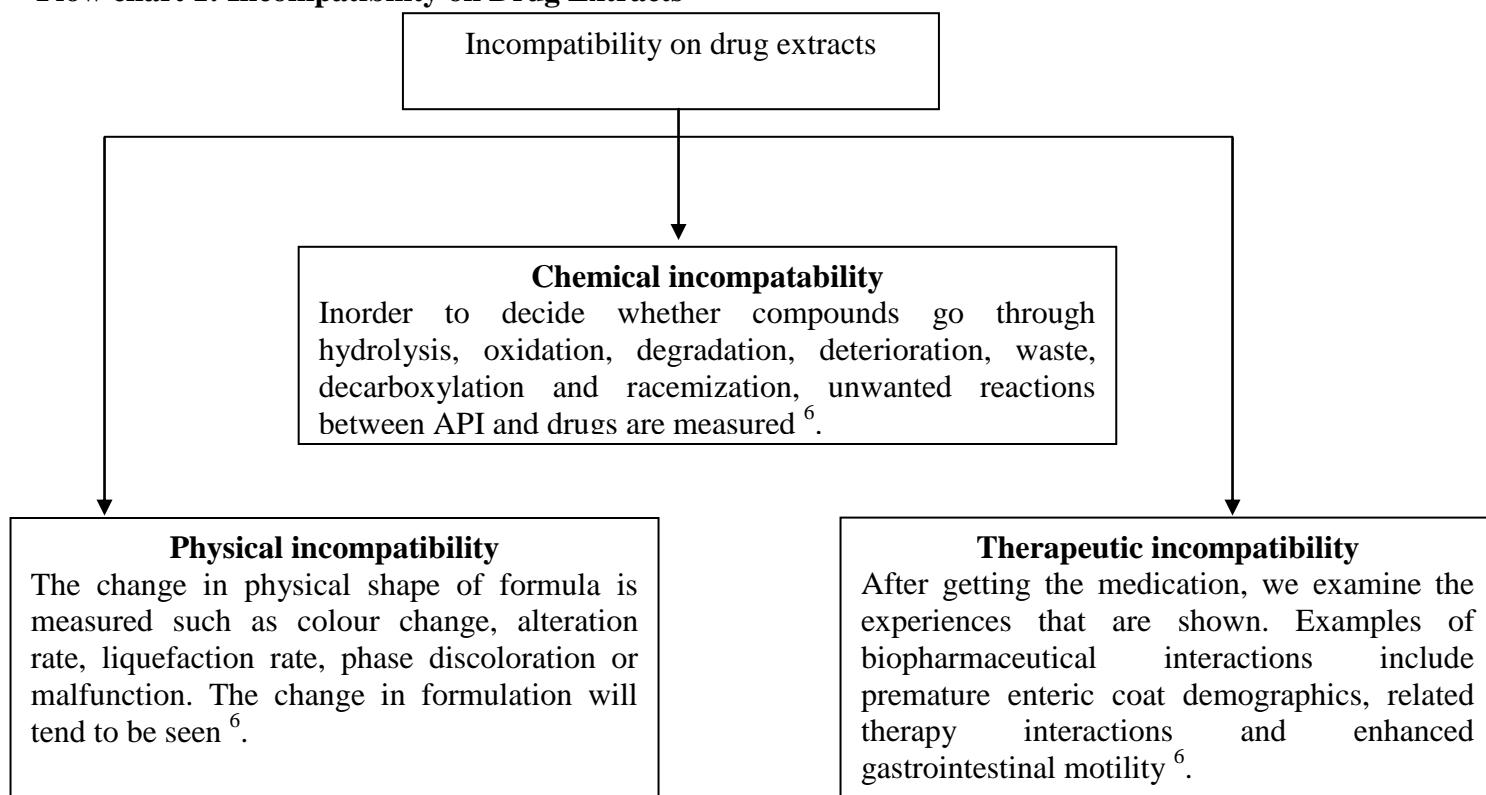 Flow chart 1: Incompatibility on Drug Extracts
Incompatibility on drug extracts
Chemical incompatability
Inorder to decide whether compounds go through
hydrolysis, oxidation, degradation, deterioration, waste,
decarboxylation and racemization, unwanted reactions
between API and drugs are measured 6.
Physical incompatibility
The change in physical shape of formula is
measured such as colour change, alteration
rate, liquefaction rate, phase discoloration or
malfunction. The change in formulation will
tend to be seen 6.
Therapeutic incompatibility
After getting the medication, we examine the
experiences that are shown. Examples of
biopharmaceutical interactions include
premature enteric coat demographics, related
therapy interactions and enhanced
gastrointestinal motility 6.